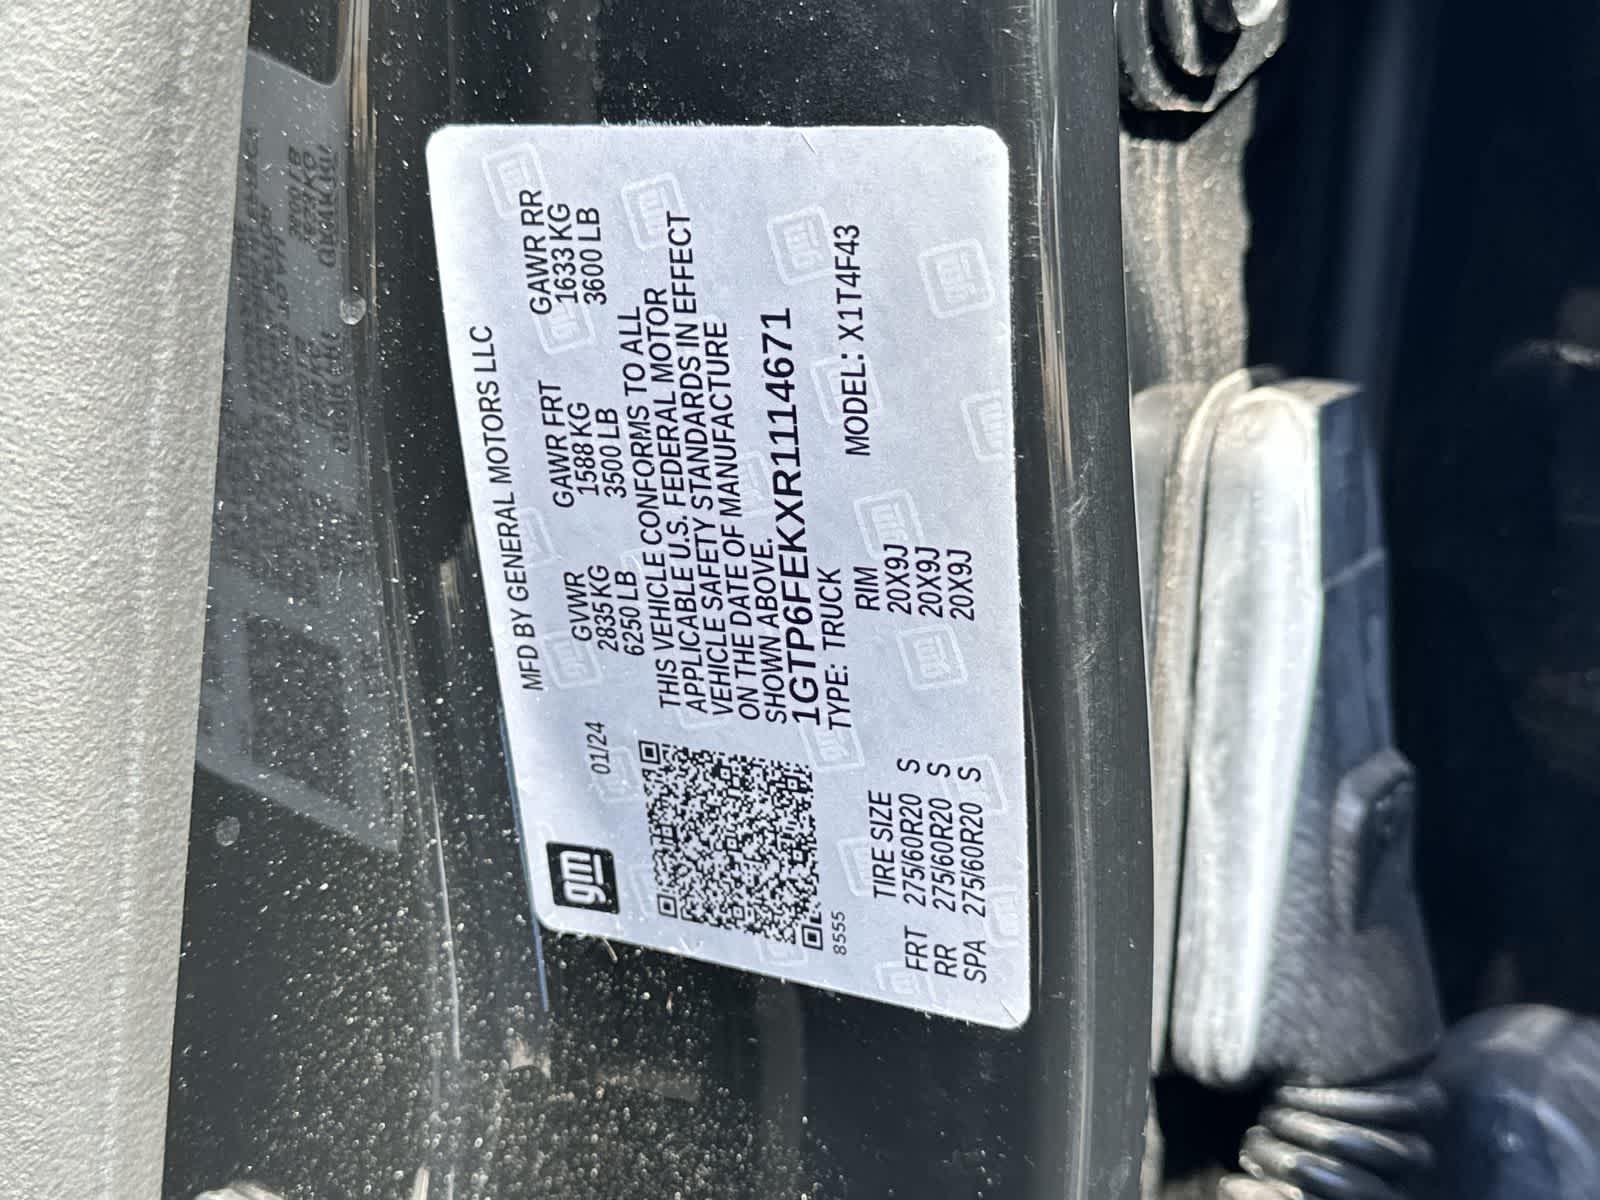 MFD BY GENERAL MOTORS LLC
gm
01/24
GVWR GAWR FRT GAWR RR
2835 KG 1588 KG 1633 KG
6250 LB 3500 LB 3600 LB
THIS VEHICLE CONFORMS TO ALL
APPLICABLE U.S. FEDERAL MOTOR
VEHICLE SAFETY STANDARDS IN EFFECT
ON THE DATE OF MANUFACTURE
SHOWN ABOVE.
1GTP6FEKXR1114671
TYPE: TRUCK MODEL: X1T4F43
8555
TIRE SIZE RIM
FRT 275/60R20 S 20X9J
RR 275/60R20 S 20X9J
SPA 275/60R20 S 20X9J